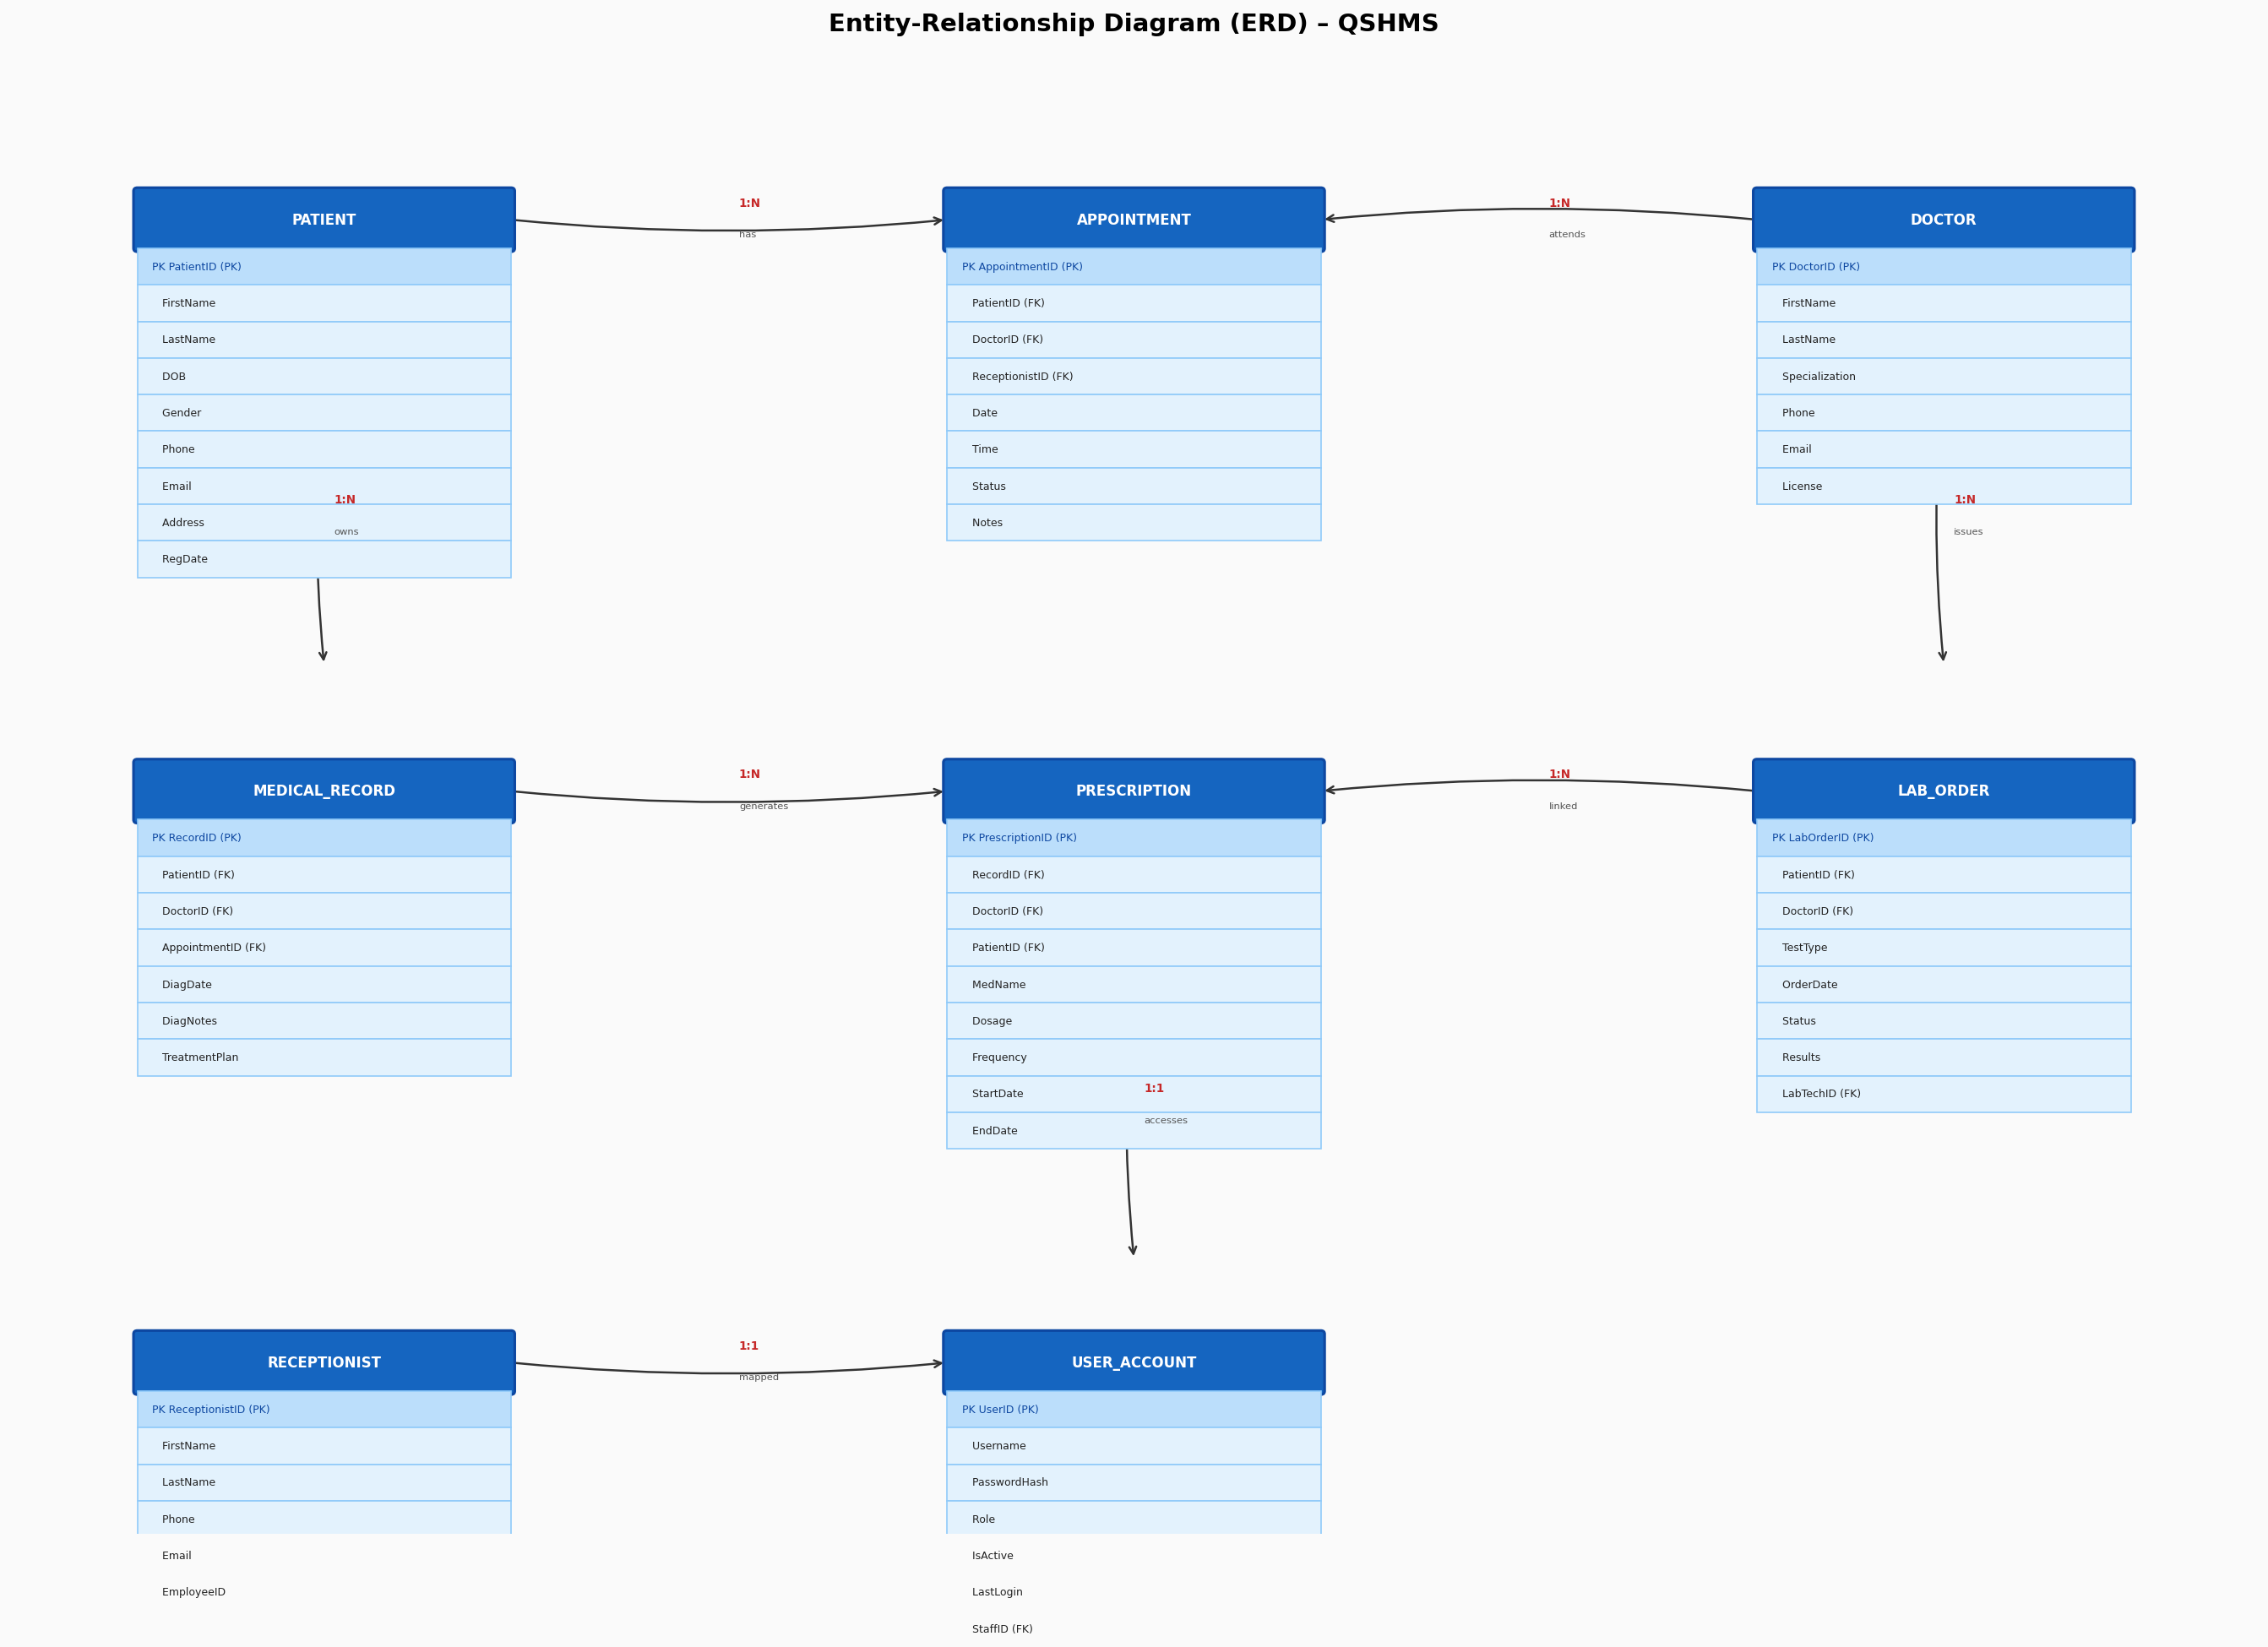 Entity-Relationship Diagram (ERD) – QSHMS
PATIENT
PK PatientID (PK)
FirstName
LastName
DOB
Gender
Phone
Email
Address
RegDate
1:N
has
APPOINTMENT
PK AppointmentID (PK)
PatientID (FK)
DoctorID (FK)
ReceptionistID (FK)
Date
Time
Status
Notes
1:N
attends
DOCTOR
PK DoctorID (PK)
FirstName
LastName
Specialization
Phone
Email
License
1:N
owns
1:N
issues
MEDICAL_RECORD
PK RecordID (PK)
PatientID (FK)
DoctorID (FK)
AppointmentID (FK)
DiagDate
DiagNotes
TreatmentPlan
1:N
generates
PRESCRIPTION
PK PrescriptionID (PK)
RecordID (FK)
DoctorID (FK)
PatientID (FK)
MedName
Dosage
Frequency
StartDate
EndDate
1:N
linked
LAB_ORDER
PK LabOrderID (PK)
PatientID (FK)
DoctorID (FK)
TestType
OrderDate
Status
Results
LabTechID (FK)
1:1
accesses
RECEPTIONIST
PK ReceptionistID (PK)
FirstName
LastName
Phone
Email
EmployeeID
1:1
mapped
USER_ACCOUNT
PK UserID (PK)
Username
PasswordHash
Role
IsActive
LastLogin
StaffID (FK)